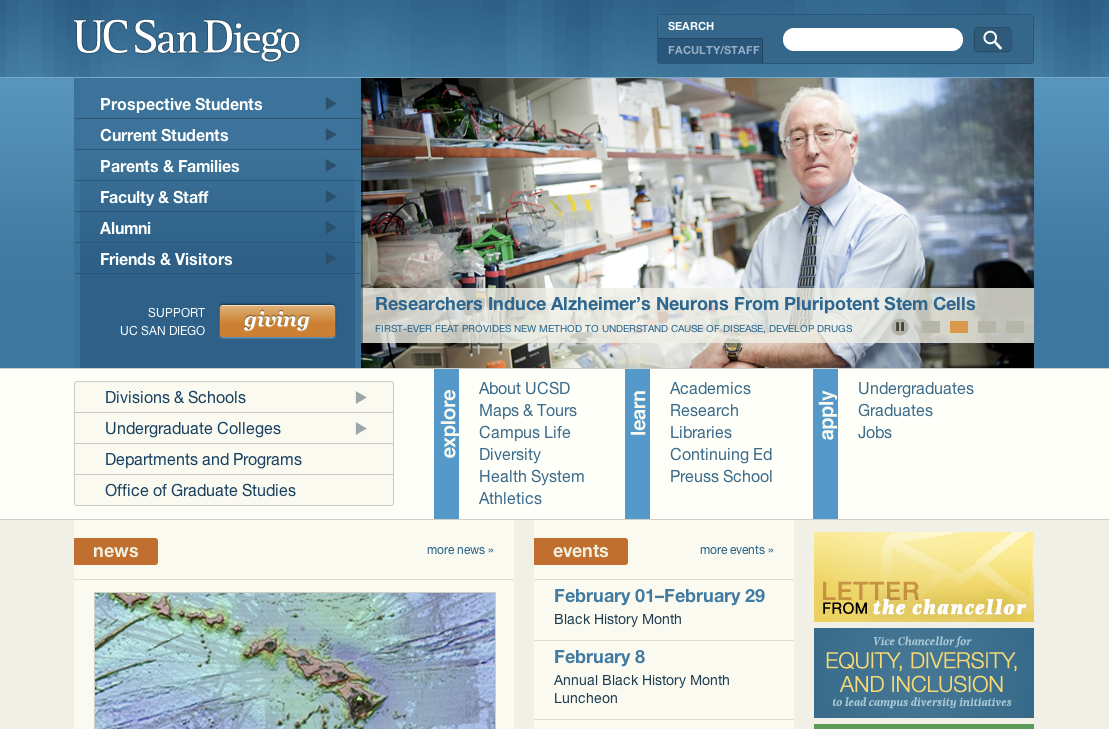 UC San Diego
SEARCH
FACULTY/STAFF
Prospective Students
Current Students
Parents & Families
Faculty & Staff
Alumni
Friends & Visitors
SUPPORT
UC SAN DIEGO
giving
Researchers Induce Alzheimer’s Neurons From Pluripotent Stem Cells
FIRST-EVER FEAT PROVIDES NEW METHOD TO UNDERSTAND CAUSE OF DISEASE, DEVELOP DRUGS
Divisions & Schools
Undergraduate Colleges
Departments and Programs
Office of Graduate Studies
explore
About UCSD
Maps & Tours
Campus Life
Diversity
Health System
Athletics
learn
Academics
Research
Libraries
Continuing Ed
Preuss School
apply
Undergraduates
Graduates
Jobs
news
more news »
events
more events »
February 01–February 29
Black History Month
February 8
Annual Black History Month
Luncheon
LETTER
FROM the chancellor
Vice Chancellor for
EQUITY, DIVERSITY,
AND INCLUSION
to lead campus diversity initiatives